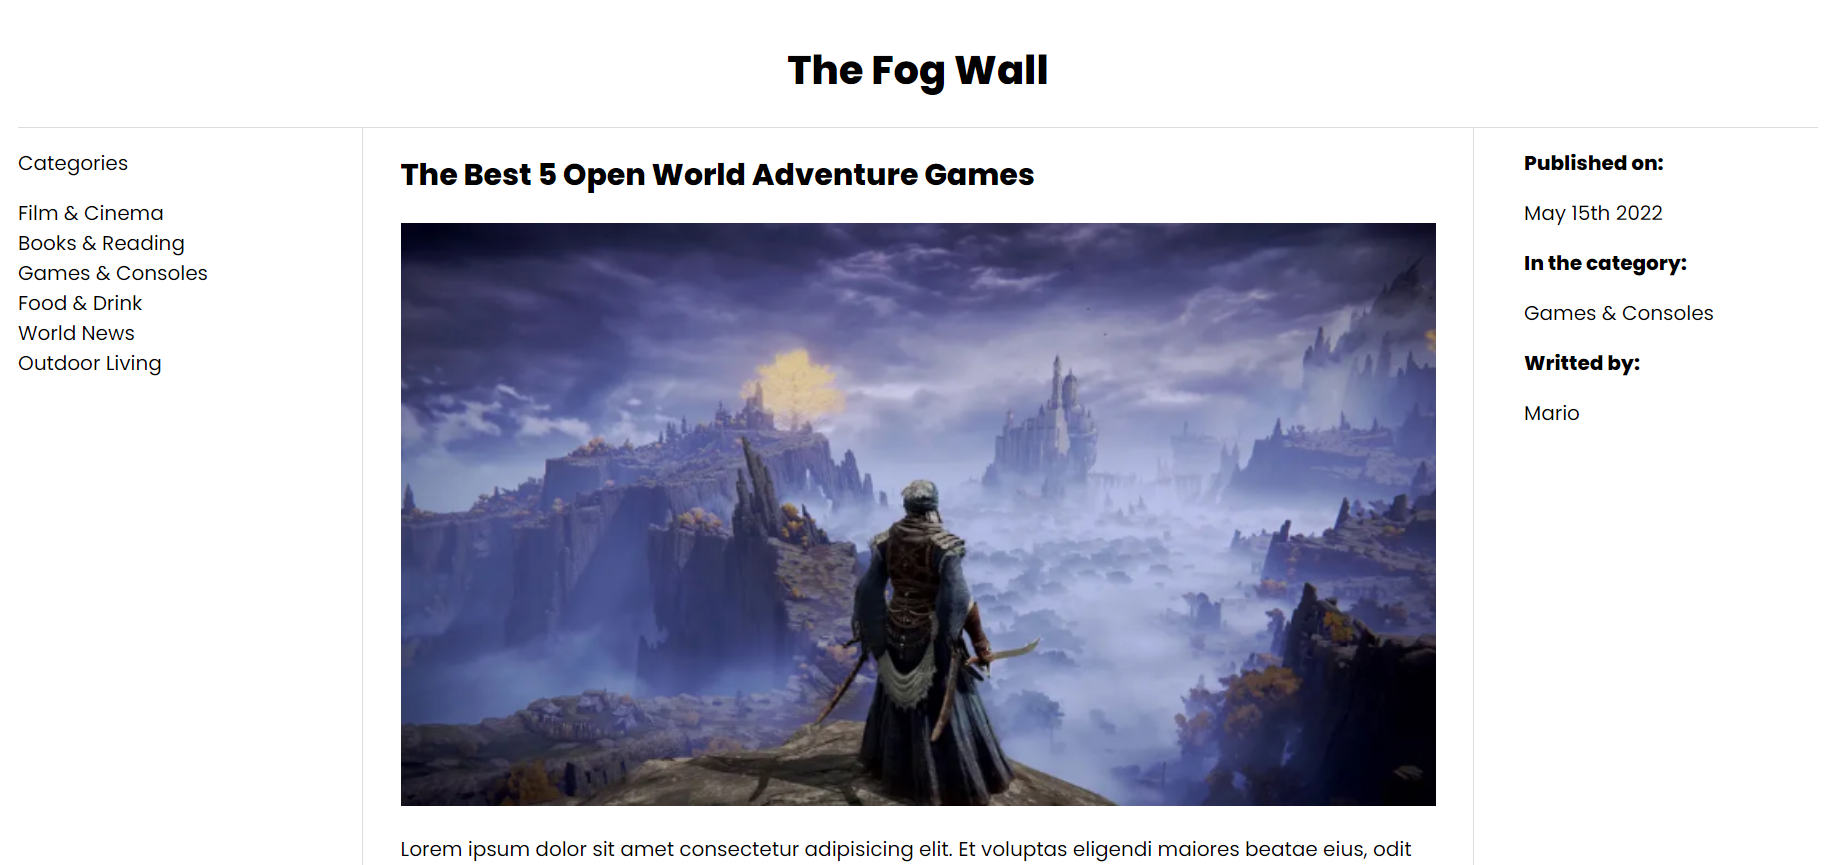 The Fog Wall
Categories
Film & Cinema
Books & Reading
Games & Consoles
Food & Drink
World News
Outdoor Living
The Best 5 Open World Adventure Games
Lorem ipsum dolor sit amet consectetur adipisicing elit. Et voluptas eligendi maiores beatae eius, odit
Published on:
May 15th 2022
In the category:
Games & Consoles
Writted by:
Mario